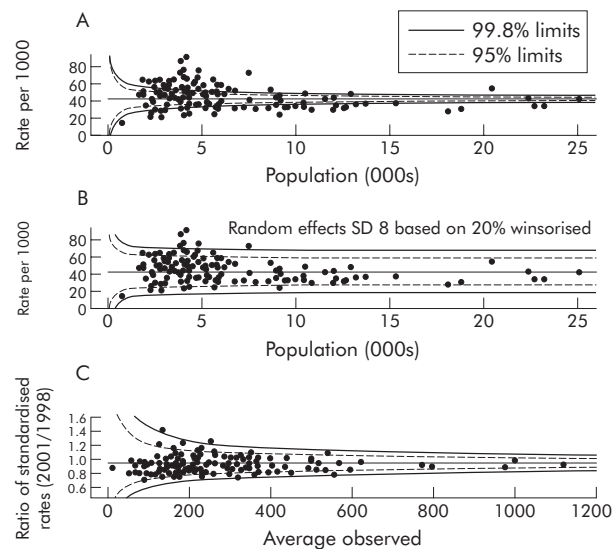 A
99.8% limits
95% limits
Rate per 1000
80
60
40
20
0
0 5 10 15 20 25
Population (000s)
B
Random effects SD 8 based on 20% winsorised
Rate per 1000
80
60
40
20
0
0 5 10 15 20 25
Population (000s)
C
Ratio of standardised
rates (2001/1998)
1.6
1.4
1.2
1.0
0.8
0.6
0 200 400 600 800 1000 1200
Average observed